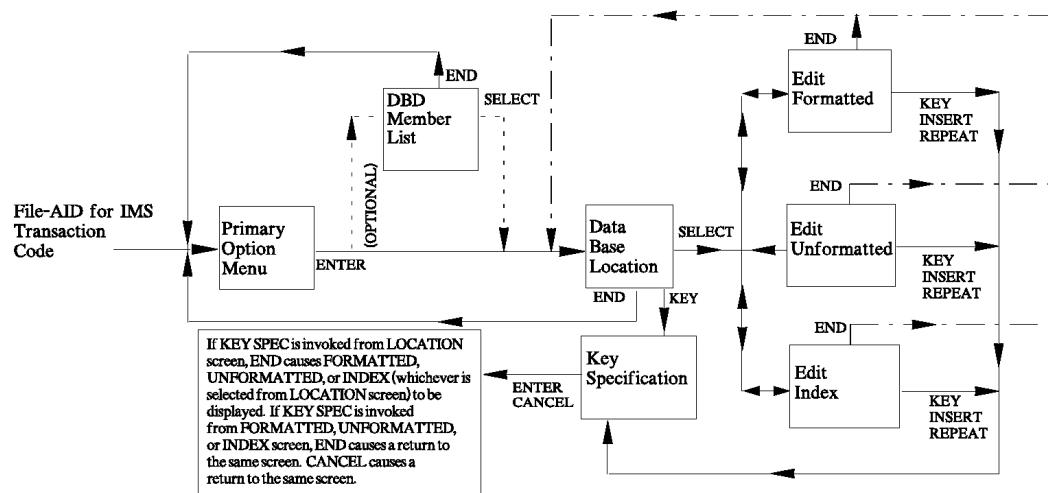 END
DBD
Member
List
SELECT
(OPTIONAL)
END
Edit
Formatted
KEY
INSERT
REPEAT
File-AID for IMS
Transaction
Code
Primary
Option
Menu
ENTER
Data
Base
Location
SELECT
END
KEY
END
Edit
Unformatted
KEY
INSERT
REPEAT
If KEY SPEC is invoked from LOCATION
screen, END causes FORMATTED,
UNFORMATTED, or INDEX (whichever is
selected from LOCATION screen) to be
displayed. If KEY SPEC is invoked
from FORMATTED, UNFORMATTED,
or INDEX screen, END causes a return to
the same screen. CANCEL causes a
return to the same screen.
ENTER
CANCEL
Key
Specification
END
Edit
Index
KEY
INSERT
REPEAT